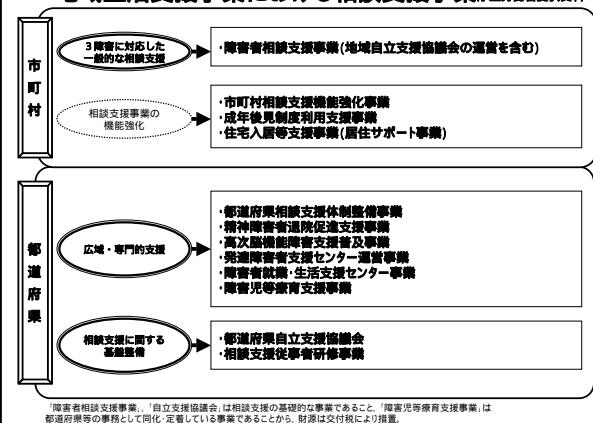 市町村
3障害に対応した
一般的な相談支援
・障害者相談支援事業(地域自立支援協議会の運営を含む)
相談支援事業の
機能強化
・市町村相談支援機能強化事業
・成年後見制度利用支援事業
・住宅入居等支援事業(居住サポート事業)
都道府県
広域・専門的支援
・都道府県相談支援体制整備事業
・精神障害者退院促進支援事業
・高次脳機能障害支援普及事業
・発達障害者支援センター運営事業
・障害者就業・生活支援センター事業
・障害児等療育支援事業
相談支援に関する
基盤整備
・都道府県自立支援協議会
・相談支援従事者研修事業
「障害者相談支援事業」、「自立支援協議会」は相談支援の基礎的な事業であること、「障害児等療育支援事業」は
都道府県等の事務として同化・定着している事業であることから、財源は交付税により措置。